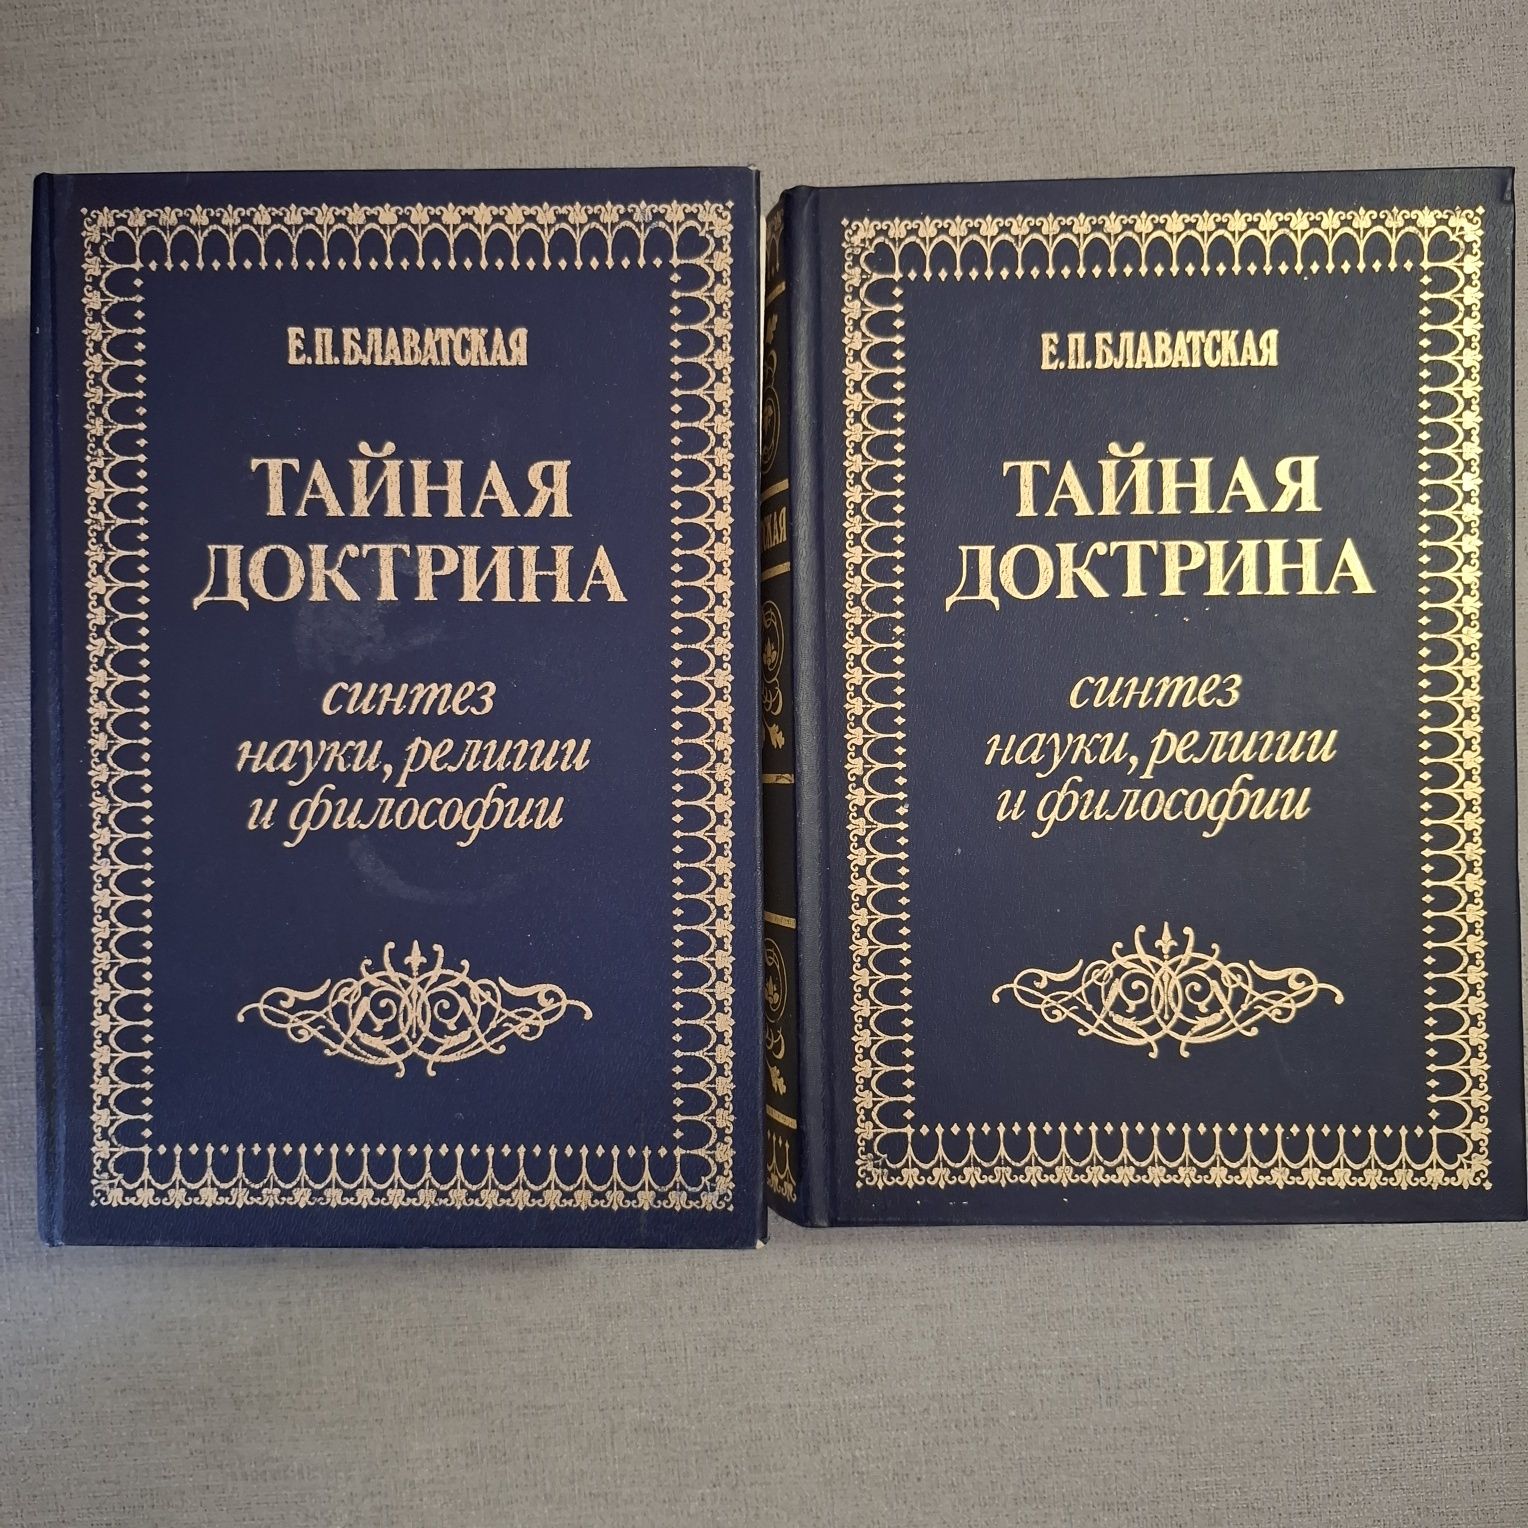 Е.П.БЛАВАТСКАЯ
ТАЙНАЯ
ДОКТРИНА
синтез
науки, религии
и философии
Е.П.БЛАВАТСКАЯ
ТАЙНАЯ
ДОКТРИНА
синтез
науки, религии
и философии